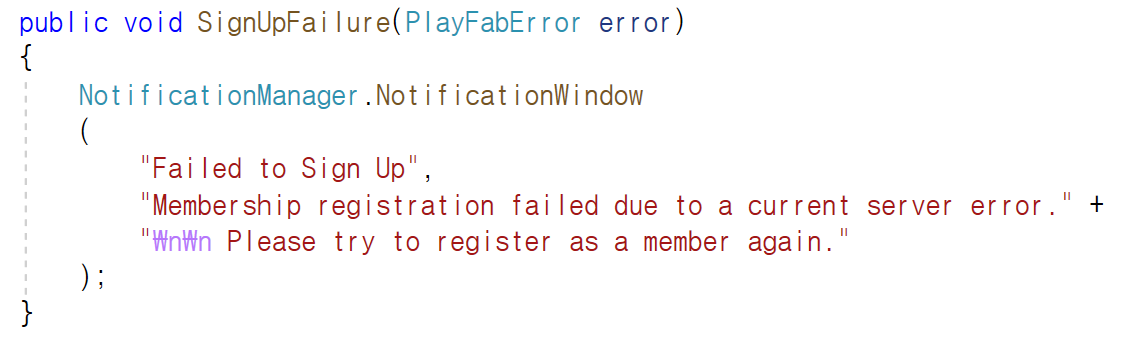 public void SignUpFailure(PlayFabError error)
{
    NotificationManager.NotificationWindow
    (
        "Failed to Sign Up",
        "Membership registration failed due to a current server error." +
        "₩n₩n Please try to register as a member again."
    );
}